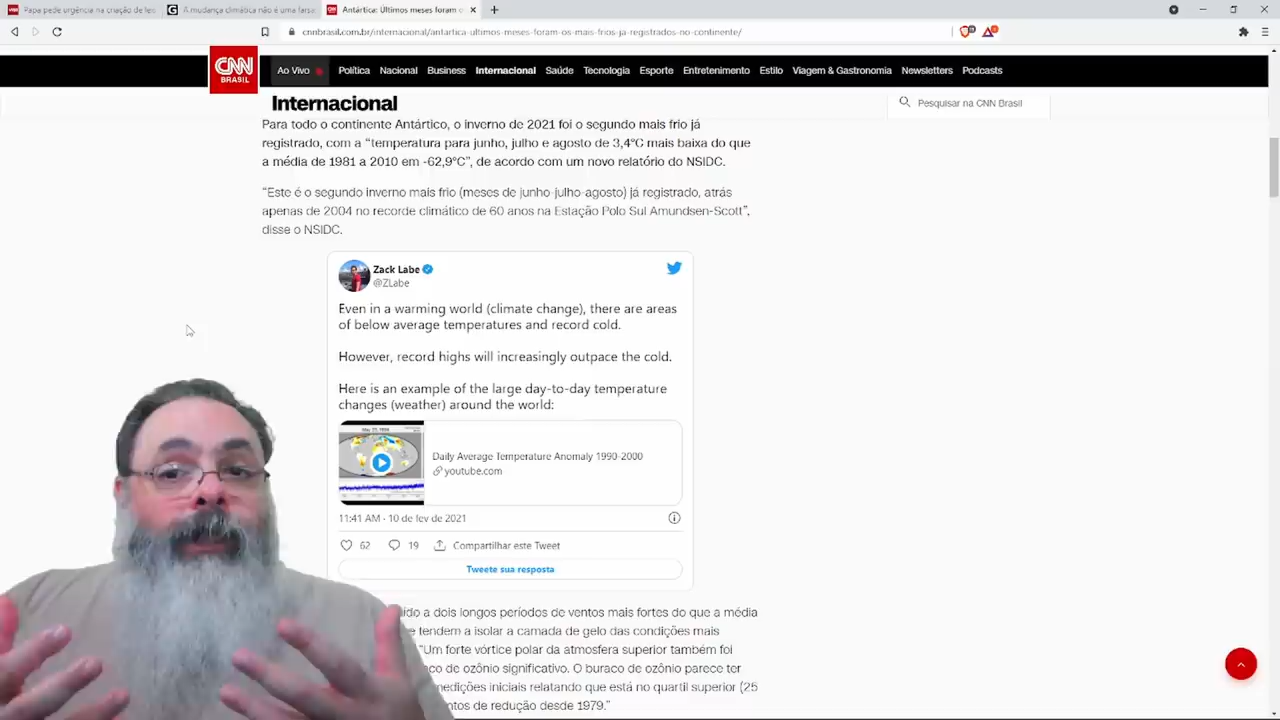 Papa pede urgência na criação de leis
A mudança climática não é uma farsa:
Antártica: Últimos meses foram os
cnnbrasil.com.br/internacional/antartica-ultimos-meses-foram-os-mais-frios-ja-registrados-no-continente/
CNN
BRASIL
Ao Vivo Política Nacional Business Internacional Saúde Tecnologia Esporte Entretenimento Estilo Viagem & Gastronomia Newsletters Podcasts
Internacional
Pesquisar na CNN Brasil
Para todo o continente Antártico, o inverno de 2021 foi o segundo mais frio já
registrado, com a “temperatura para junho, julho e agosto de 3,4°C mais baixa do que
a média de 1981 a 2010 em -62,9°C”, de acordo com um novo relatório do NSIDC.
“Este é o segundo inverno mais frio (meses de junho-julho-agosto) já registrado, atrás
apenas de 2004 no recorde climático de 60 anos na Estação Polo Sul Amundsen-Scott”,
disse o NSIDC.
Zack Labe
@ZLabe
Even in a warming world (climate change), there are areas
of below average temperatures and record cold.
However, record highs will increasingly outpace the cold.
Here is an example of the large day-to-day temperature
changes (weather) around the world:
Daily Average Temperature Anomaly 1990-2000
youtube.com
11:41 AM · 10 de fev de 2021
62 19 Compartilhar este Tweet
Tweete sua resposta
a dois longos períodos de ventos mais fortes do que a média
e tendem a isolar a camada de gelo das condições mais
“Um forte vórtice polar da atmosfera superior também foi
de ozônio significativo. O buraco de ozônio parece ter
medições iniciais relatando que está no quartil superior (25
de redução desde 1979.”